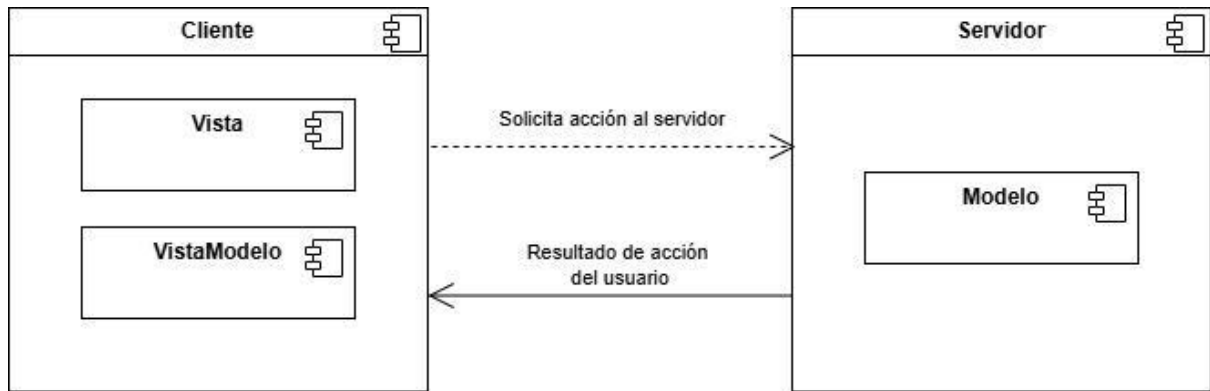 Cliente
Vista
VistaModelo
Solicita acción al servidor
Resultado de acción
del usuario
Servidor
Modelo